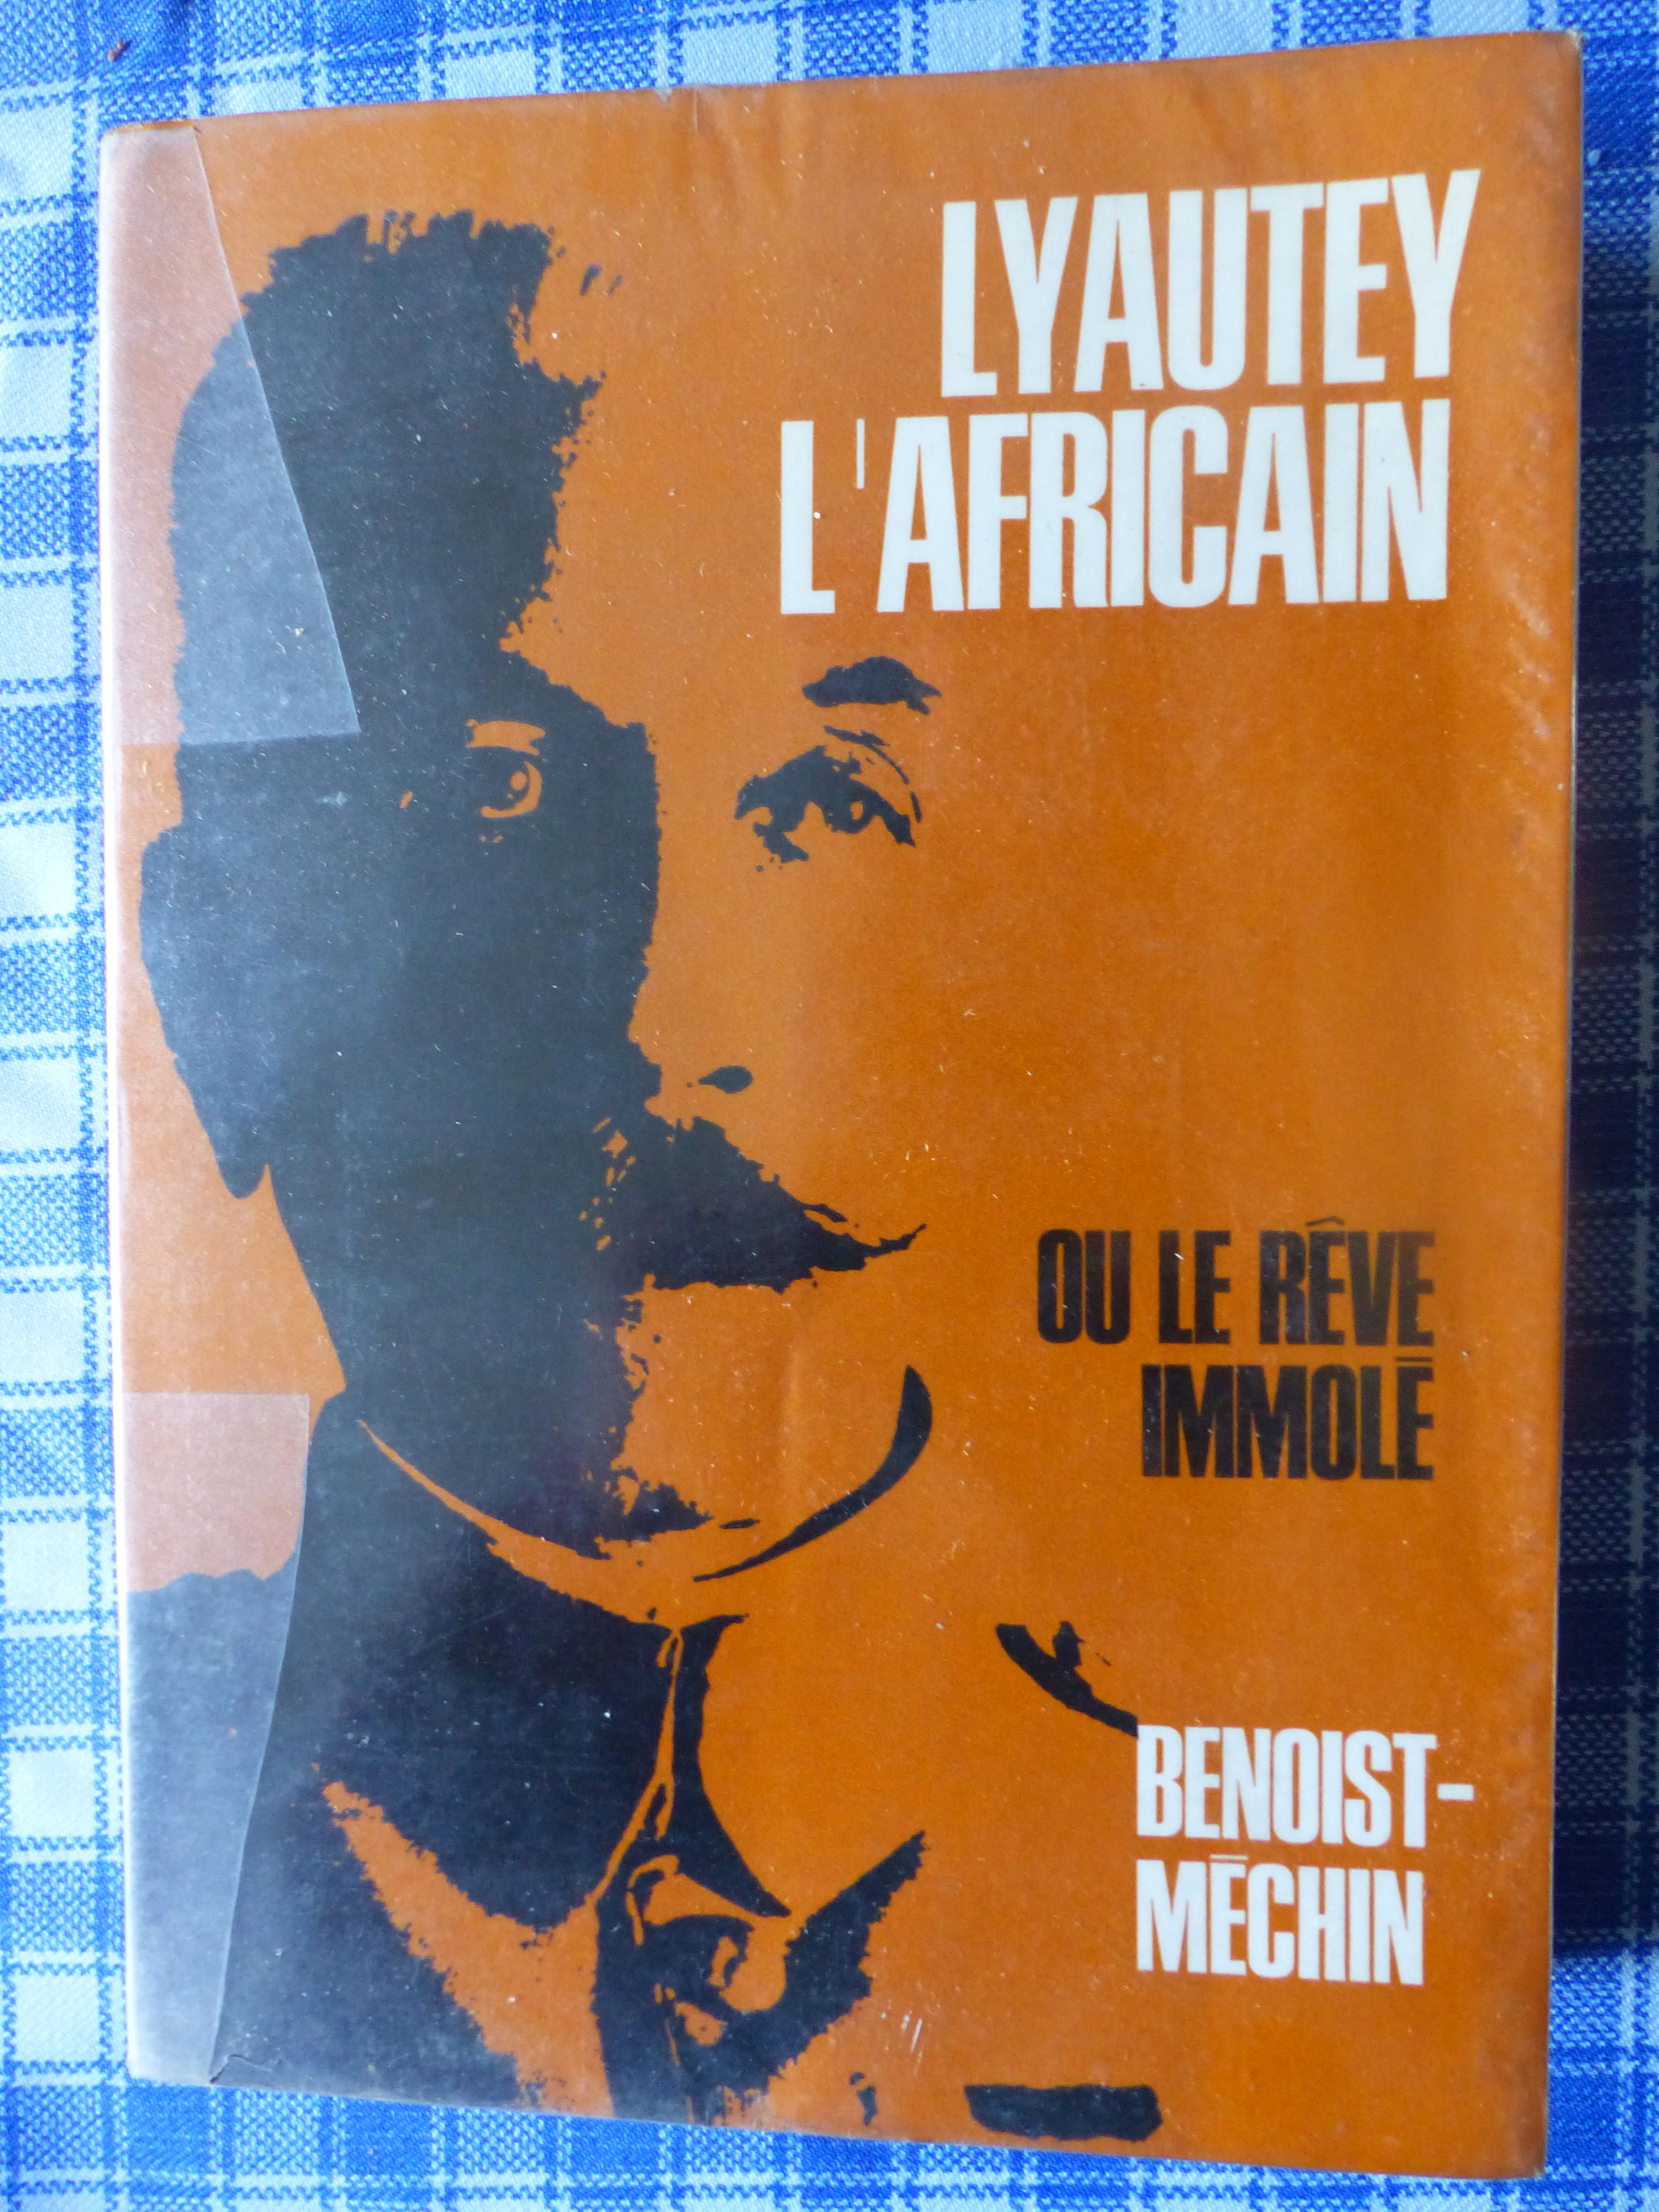 LYAUTEY
L'AFRICAIN
OU LE RÊVE
IMMOLÉ
BENOIST-
MÉCHIN